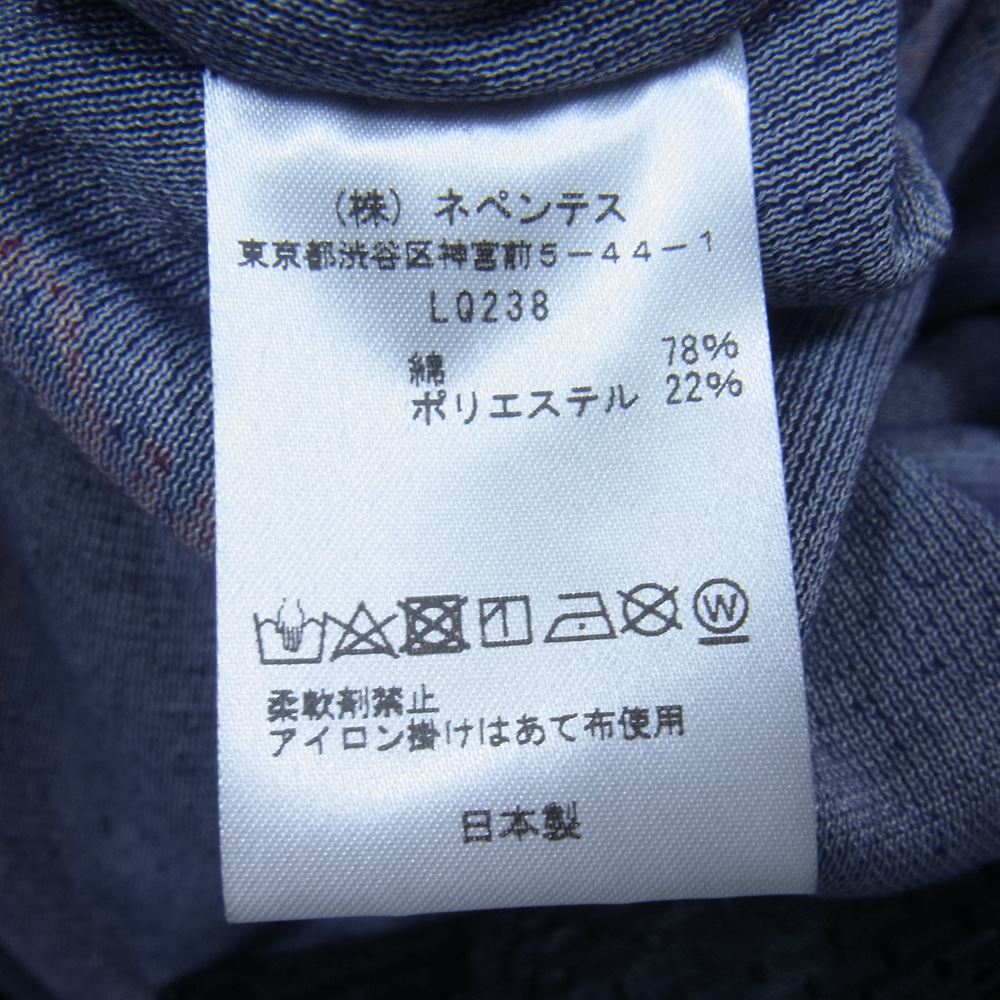 (株) ネペンテス
東京都渋谷区神宮前5-44-1
LQ238
綿 78%
ポリエステル 22%
W
柔軟剤禁止
アイロン掛けはあて布使用
日本製